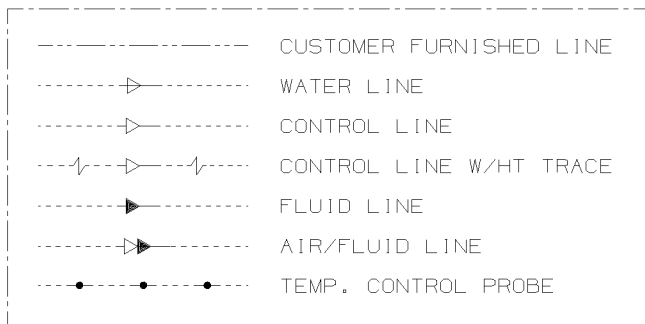 CUSTOMER FURNISHED LINE
WATER LINE
CONTROL LINE
CONTROL LINE W/HT TRACE
FLUID LINE
AIR/FLUID LINE
TEMP. CONTROL PROBE